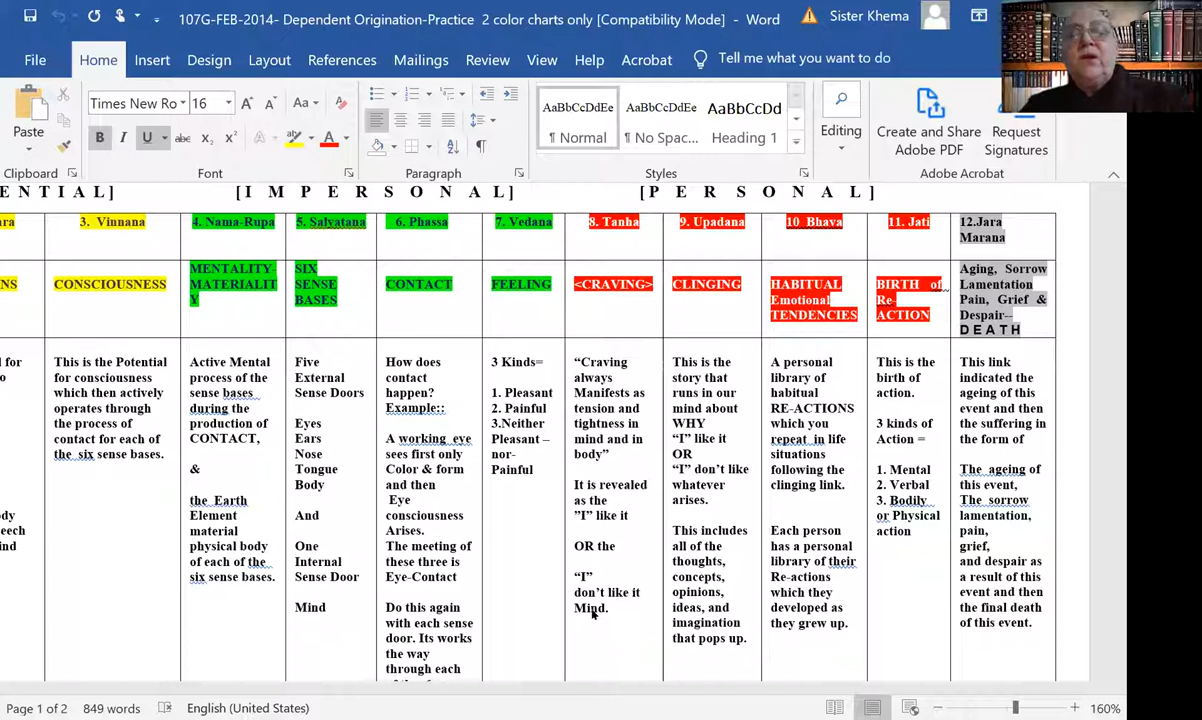 107G-FEB-2014- Dependent Origination-Practice 2 color charts only [Compatibility Mode] - Word
Sister Khema
File Home Insert Design Layout References Mailings Review View Help Acrobat Tell me what you want to do
Times New Ro 16
Paste
AaBbCcDdEe AaBbCcDdEe AaBbCcDd
¶ Normal ¶ No Spac... Heading 1
Editing
Create and Share
Adobe PDF
Request
Signatures
Clipboard Font Paragraph Styles Adobe Acrobat
E N T I A L ] [ I M P E R S O N A L ] [ P E R S O N A L ]
ara
3. Vinnana
4. Nama-Rupa
5. Salyatana
6. Phassa
7. Vedana
8. Tanha
9. Upadana
10 Bhava
11. Jati
12.Jara
Marana
NS
CONSCIOUSNESS
MENTALITY-
MATERIALIT
Y
SIX
SENSE
BASES
CONTACT
FEELING
<CRAVING>
CLINGING
HABITUAL
Emotional
TENDENCIES
BIRTH of
Re-
ACTION
Aging, Sorrow
Lamentation
Pain, Grief &
Despair--
D E A T H
l for
o
ody
eech
ind
This is the Potential
for consciousness
which then actively
operates through
the process of
contact for each of
the six sense bases.
Active Mental
process of the
sense bases
during the
production of
CONTACT,
&
the Earth
Element
material
physical body
of each of the
six sense bases.
Five
External
Sense Doors
Eyes
Ears
Nose
Tongue
Body
And
One
Internal
Sense Door
Mind
How does
contact
happen?
Example::
A working eye
sees first only
Color & form
and then
Eye
consciousness
Arises.
The meeting of
these three is
Eye-Contact
Do this again
with each sense
door. Its works
the way
through each
3 Kinds=
1. Pleasant
2. Painful
3.Neither
Pleasant –
nor-
Painful
“Craving
always
Manifests as
tension and
tightness in
mind and in
body”
It is revealed
as the
”I” like it
OR the
“I”
don’t like it
Mind.
This is the
story that
runs in our
mind about
WHY
“I” like it
OR
“I” don’t like
whatever
arises.
This includes
all of the
thoughts,
concepts,
opinions,
ideas, and
imagination
that pops up.
A personal
library of
habitual
RE-ACTIONS
which you
repeat in life
situations
following the
clinging link.
Each person
has a personal
library of their
Re-actions
which they
developed as
they grew up.
This is the
birth of
action.
3 kinds of
Action =
1. Mental
2. Verbal
3. Bodily
or Physical
action
This link
indicated the
ageing of this
event and then
the suffering in
the form of
The ageing of
this event,
The sorrow
lamentation,
pain,
grief,
and despair as
a result of this
event and then
the final death
of this event.
Page 1 of 2 849 words English (United States) 160%